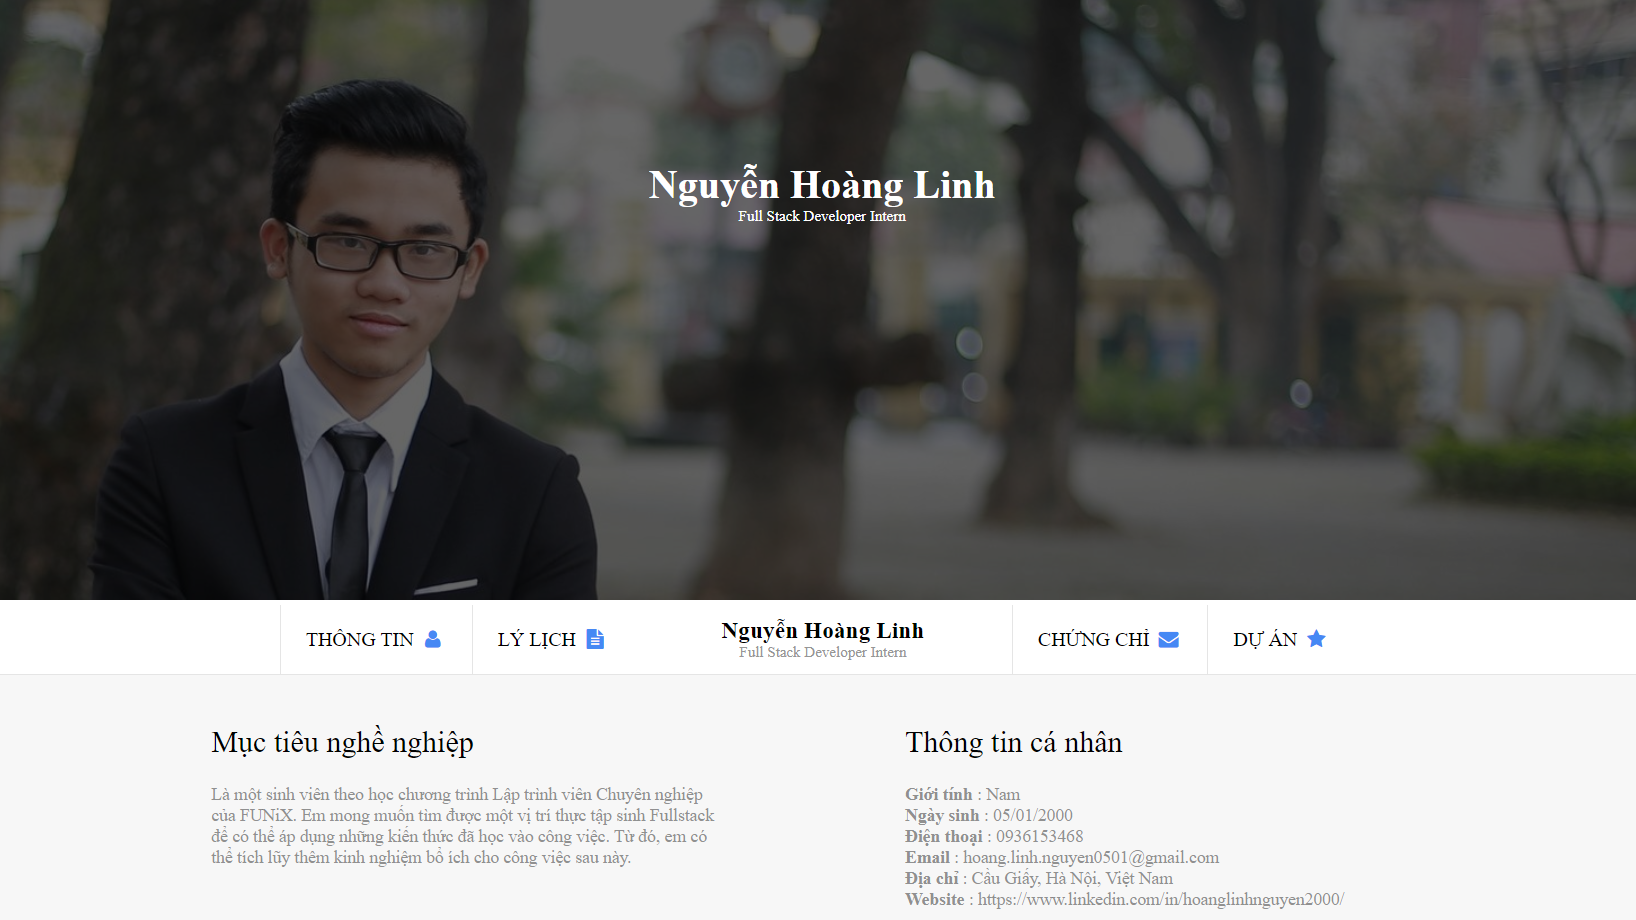 Nguyễn Hoàng Linh
Full Stack Developer Intern
THÔNG TIN
LÝ LỊCH
Nguyễn Hoàng Linh
Full Stack Developer Intern
CHỨNG CHỈ
DỰ ÁN
Mục tiêu nghề nghiệp
Là một sinh viên theo học chương trình Lập trình viên Chuyên nghiệp
của FUNiX. Em mong muốn tìm được một vị trí thực tập sinh Fullstack
để có thể áp dụng những kiến thức đã học vào công việc. Từ đó, em có
thể tích lũy thêm kinh nghiệm bổ ích cho công việc sau này.
Thông tin cá nhân
Giới tính : Nam
Ngày sinh : 05/01/2000
Điện thoại : 0936153468
Email : hoang.linh.nguyen0501@gmail.com
Địa chỉ : Cầu Giấy, Hà Nội, Việt Nam
Website : https://www.linkedin.com/in/hoanglinhnguyen2000/